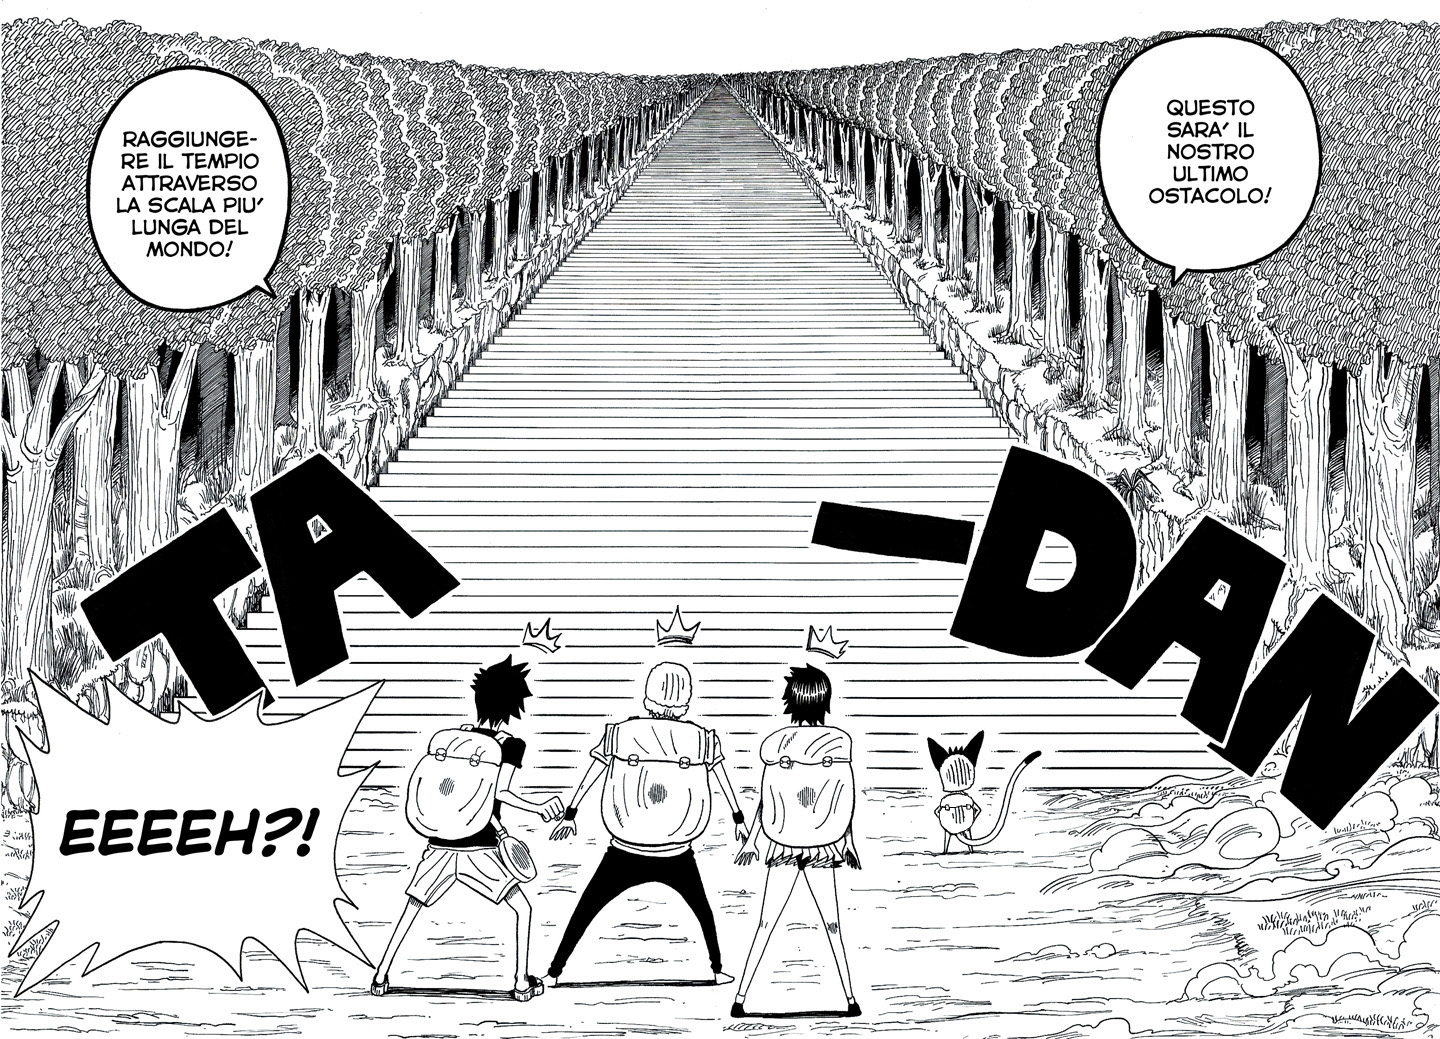 QUESTO
SARA' IL
NOSTRO
ULTIMO
OSTACOLO!
RAGGIUNGE-
RE IL TEMPIO
ATTRAVERSO
LA SCALA PIU'
LUNGA DEL
MONDO!
TA-DAN
EEEEH?!